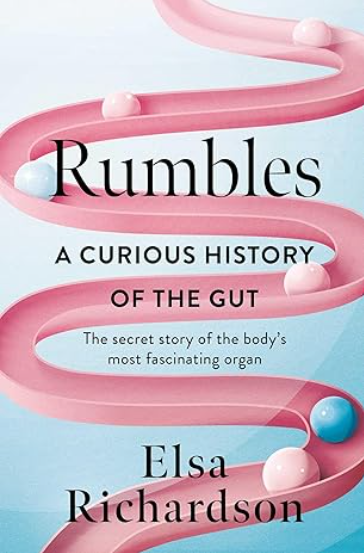 Rumbles
A CURIOUS HISTORY
OF THE GUT
The secret story of the body's
most fascinating organ
Elsa
Richardson